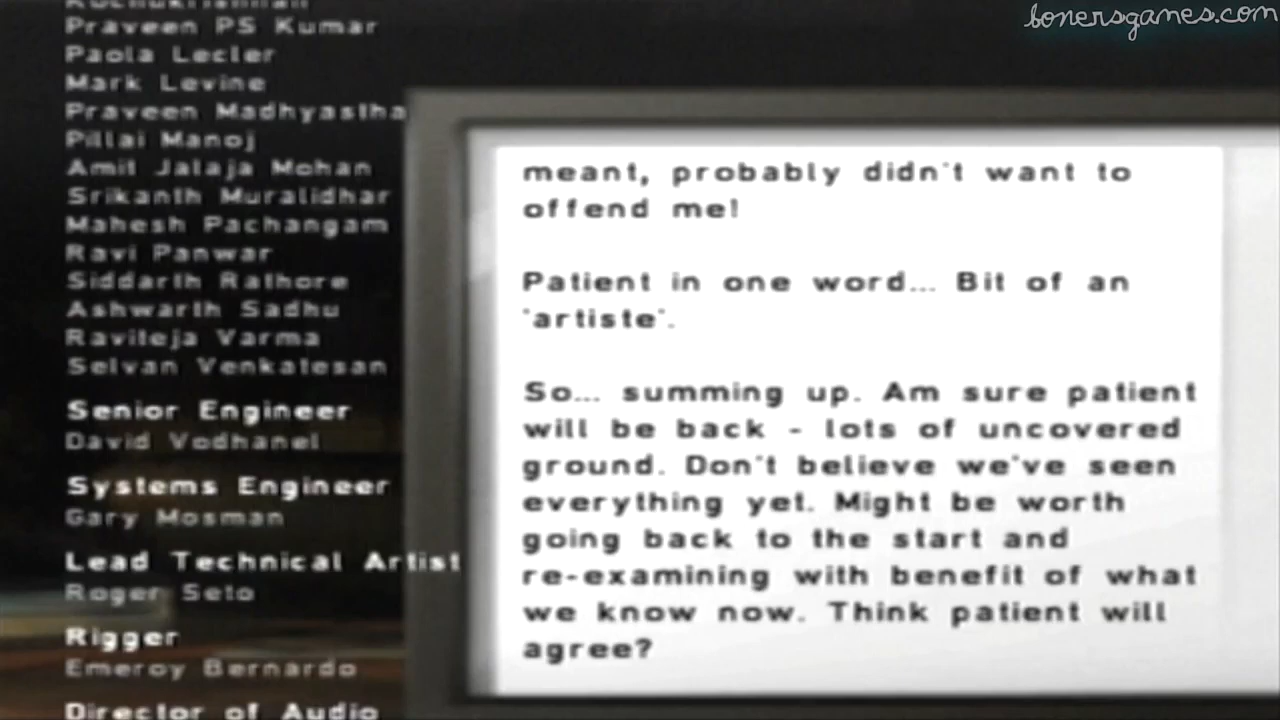 bonersgames.com
Praveen PS Kumar
Paola Lecler
Mark Levine
Praveen Madhyastha
Pillai Manoj
Amit Jalaja Mohan
Srikanth Muralidhar
Mahesh Pachangam
Ravi Panwar
Siddarth Rathore
Ashwarth Sadhu
Raviteja Varma
Selvan Venkatesan
Senior Engineer
David Vodhanel
Systems Engineer
Gary Mosman
Lead Technical Artist
Roger Seto
Rigger
Emeroy Bernardo
Director of Audio
meant, probably didn't want to
offend me!
Patient in one word... Bit of an
'artiste'.
So... summing up. Am sure patient
will be back - lots of uncovered
ground. Don't believe we've seen
everything yet. Might be worth
going back to the start and
re-examining with benefit of what
we know now. Think patient will
agree?